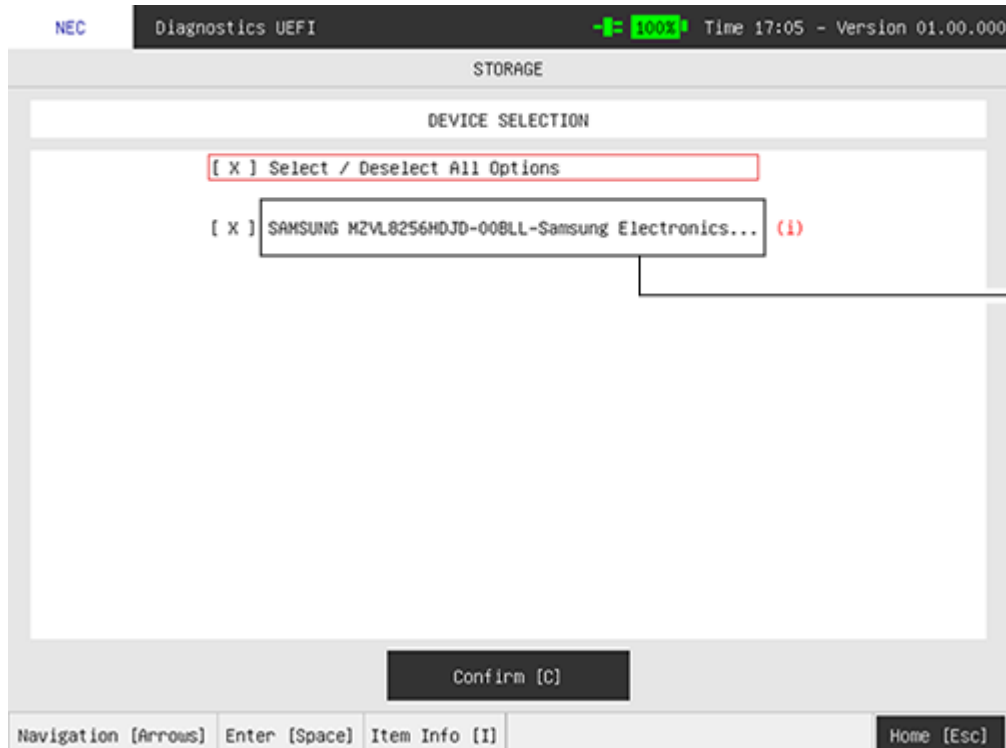 NEC Diagnostics UEFI 100% Time 17:05 - Version 01.00.000
STORAGE
DEVICE SELECTION
[ X ] Select / Deselect All Options
[ X ] SAMSUNG MZVL8256HDJD-00BLL-Samsung Electronics... (i)
Confirm [C]
Navigation [Arrows] Enter [Space] Item Info [I] Home [Esc]